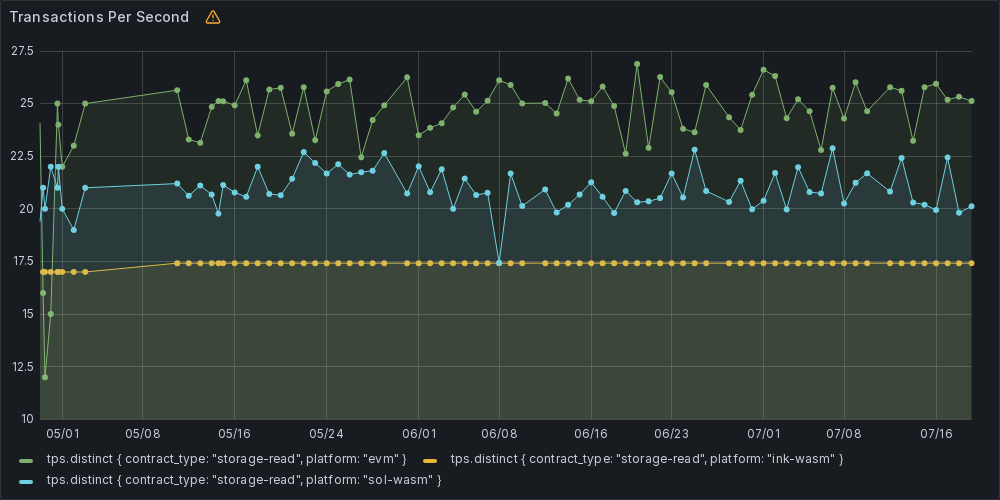 Transactions Per Second
27.5
25
22.5
20
17.5
15
12.5
10
05/01 05/08 05/16 05/24 06/01 06/08 06/16 06/23 07/01 07/08 07/16
tps.distinct { contract_type: "storage-read", platform: "evm" } tps.distinct { contract_type: "storage-read", platform: "ink-wasm" }
tps.distinct { contract_type: "storage-read", platform: "sol-wasm" }